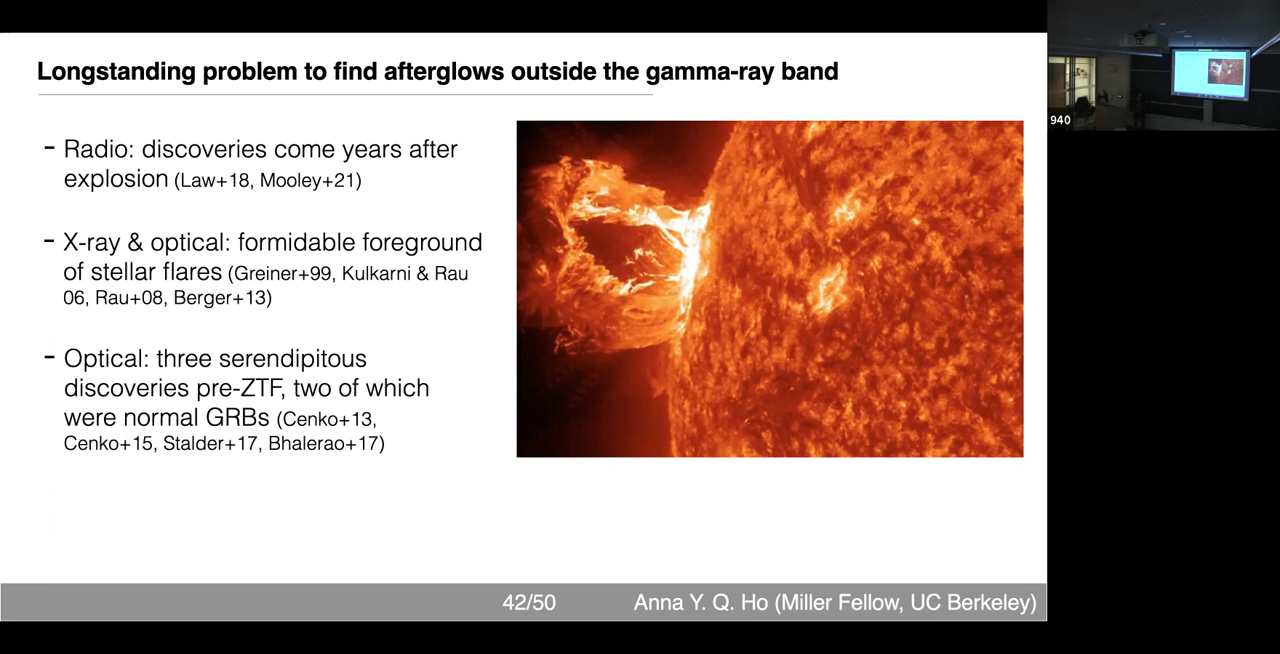 Longstanding problem to find afterglows outside the gamma-ray band
- Radio: discoveries come years after
explosion (Law+18, Mooley+21)
- X-ray & optical: formidable foreground
of stellar flares (Greiner+99, Kulkarni & Rau
06, Rau+08, Berger+13)
- Optical: three serendipitous
discoveries pre-ZTF, two of which
were normal GRBs (Cenko+13,
Cenko+15, Stalder+17, Bhalerao+17)
42/50
Anna Y. Q. Ho (Miller Fellow, UC Berkeley)
940